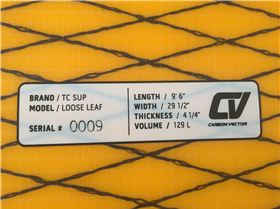 BRAND / TC SUP
MODEL / LOOSE LEAF
SERIAL # 0009
LENGTH / 9' 6"
WIDTH / 29 1/2"
THICKNESS / 4 1/4"
VOLUME / 129 L
CV
CARBON VECTOR